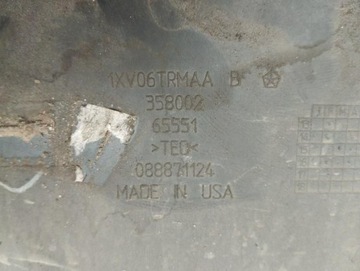 1XV06TRMAA B
358002
65551
>TEO<
088871124
MADE IN USA